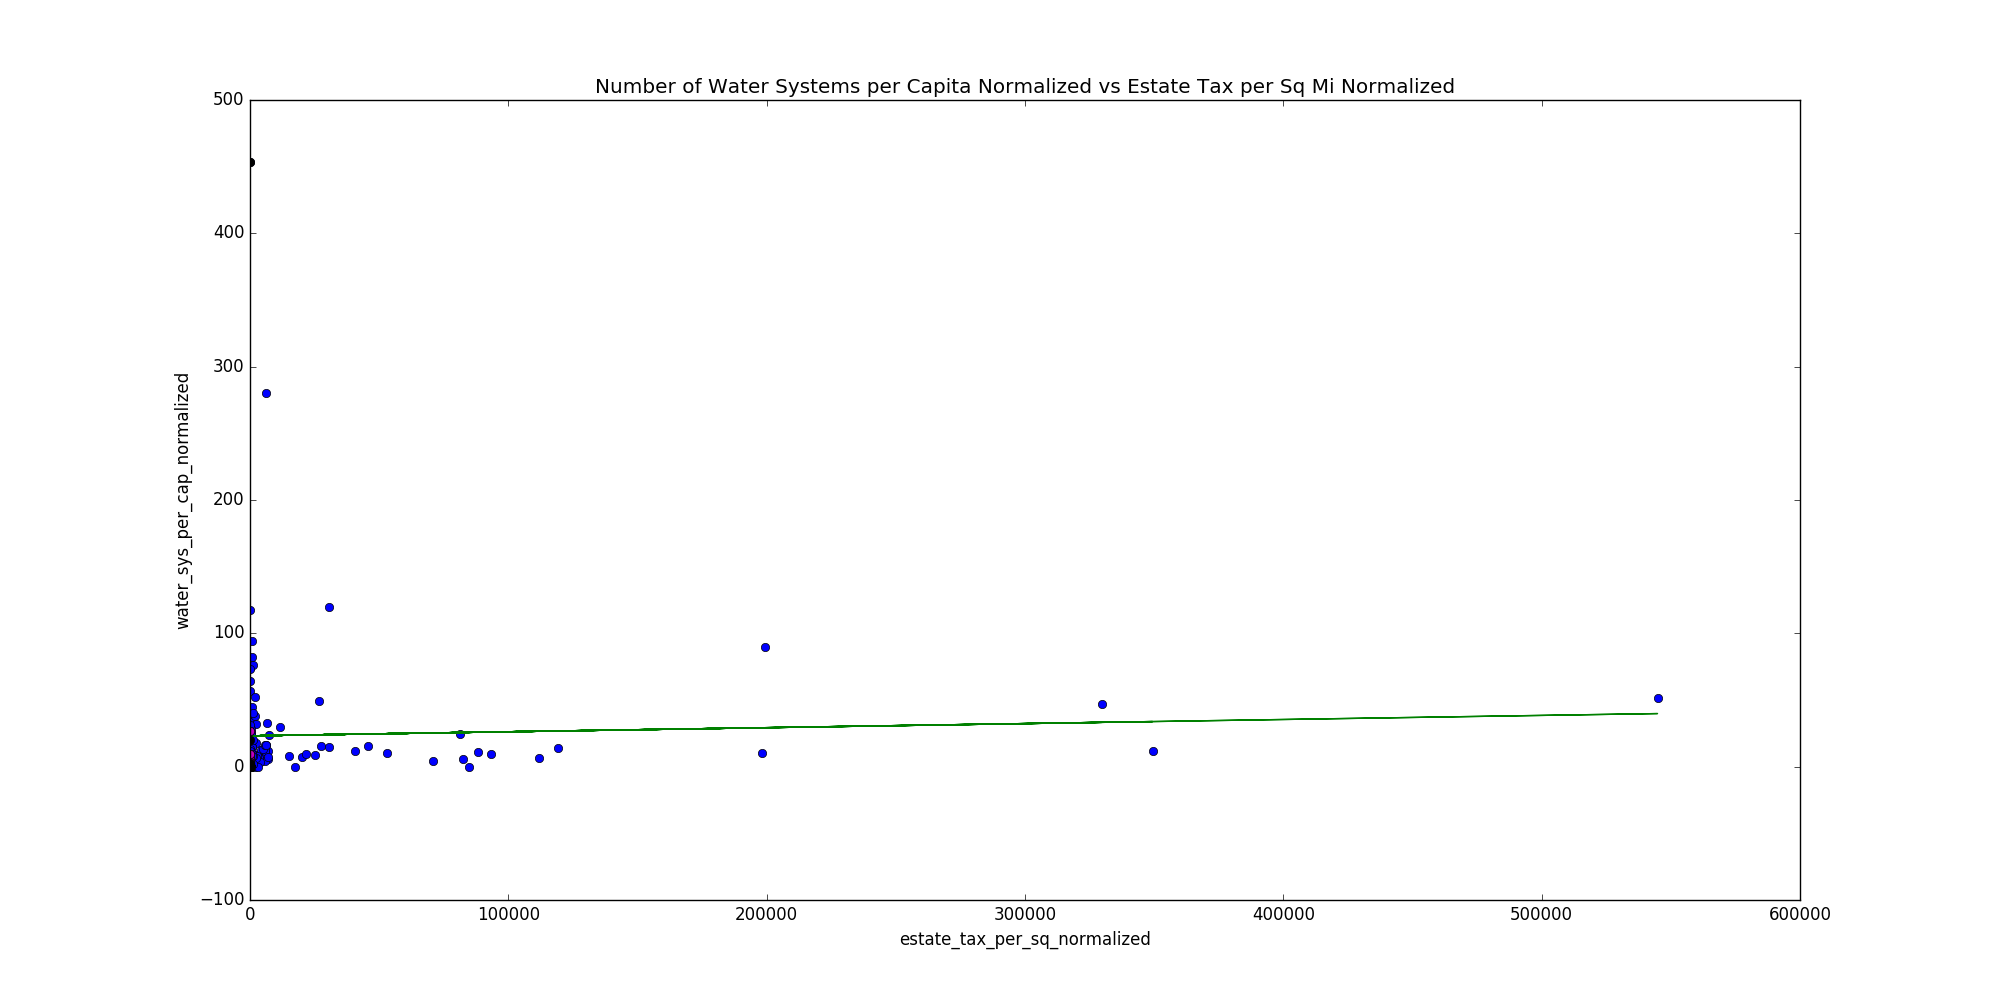 Number of Water Systems per Capita Normalized vs Estate Tax per Sq Mi Normalized
500
400
300
200
100
0
−100
water_sys_per_cap_normalized
0 100000 200000 300000 400000 500000 600000
estate_tax_per_sq_normalized